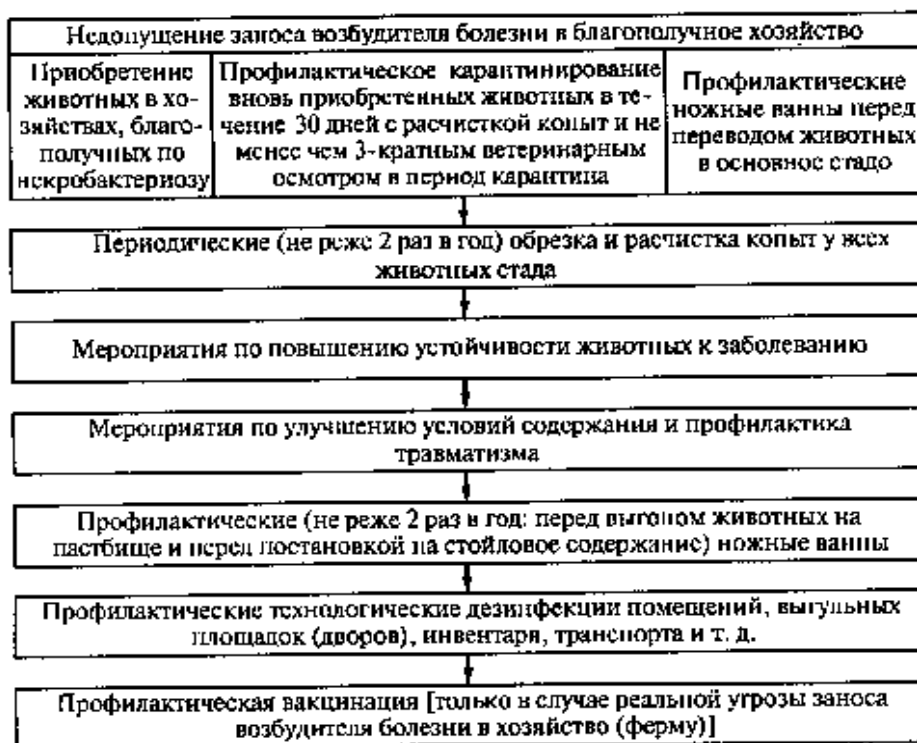 Недопущение заноса возбудителя болезни в благополучное хозяйство
Приобретение
животных в хо-
зяйствах, благо-
получных по
некробактериозу
Профилактическое карантинирование
вновь приобретенных животных в те-
чение 30 дней с расчисткой копыт и не
менее чем 3-кратным ветеринарным
осмотром в период карантина
Профилактические
ножные ванны перед
переводом животных
в основное стадо
Периодические (не реже 2 раз в год) обрезка и расчистка копыт у всех
животных стада
Мероприятия по повышению устойчивости животных к заболеванию
Мероприятия по улучшению условий содержания и профилактика
травматизма
Профилактические (не реже 2 раз в год: перед выгоном животных на
пастбище и перед постановкой на стойловое содержание) ножные ванны
Профилактические технологические дезинфекции помещений, выгульных
площадок (дворов), инвентаря, транспорта и т. д.
Профилактическая вакцинация [только в случае реальной угрозы заноса
возбудителя болезни в хозяйство (ферму)]